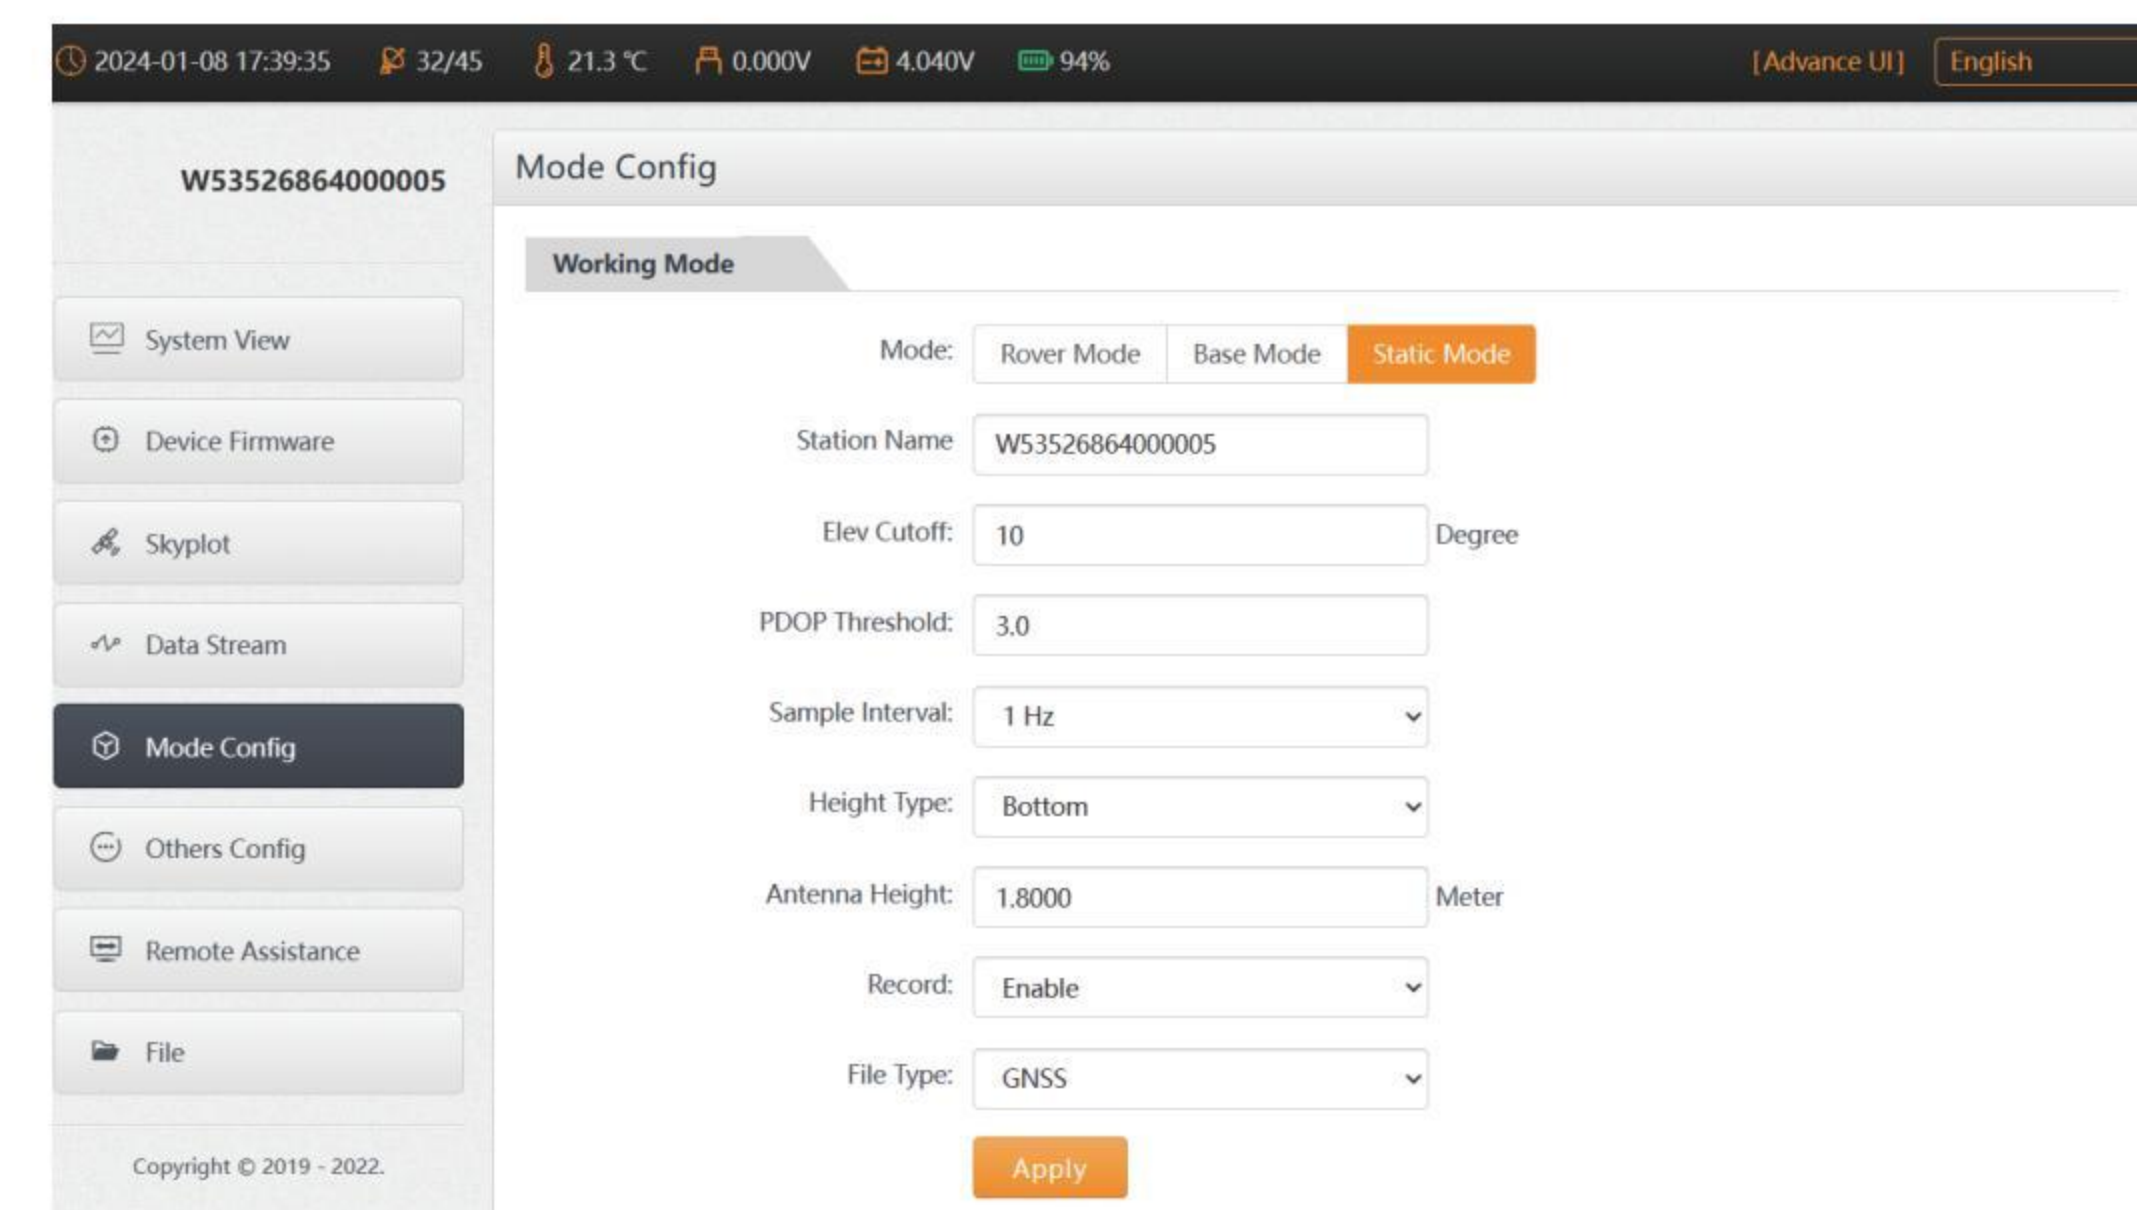 2024-01-08 17:39:35 32/45 21.3 ℃ 0.000V 4.040V 94% [Advance UI] English
W53526864000005
System View
Device Firmware
Skyplot
Data Stream
Mode Config
Others Config
Remote Assistance
File
Copyright © 2019 - 2022.
Mode Config
Working Mode
Mode: Rover Mode Base Mode Static Mode
Station Name W53526864000005
Elev Cutoff: 10 Degree
PDOP Threshold: 3.0
Sample Interval: 1 Hz
Height Type: Bottom
Antenna Height: 1.8000 Meter
Record: Enable
File Type: GNSS
Apply